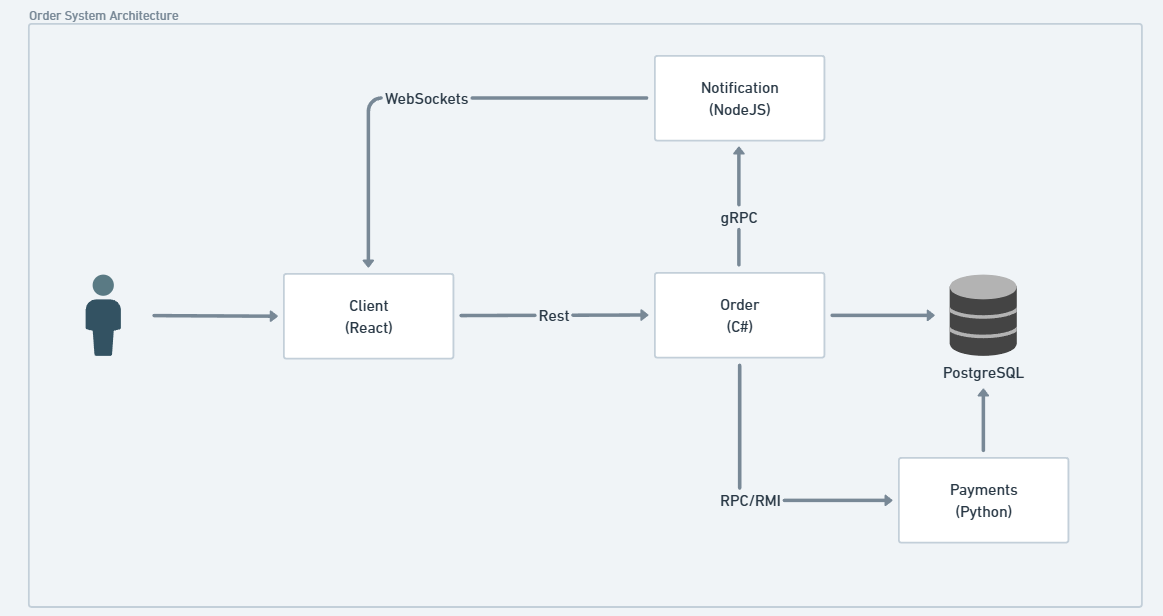 Order System Architecture
Notification
(NodeJS)
WebSockets
gRPC
Client
(React)
Rest
Order
(C#)
PostgreSQL
RPC/RMI
Payments
(Python)